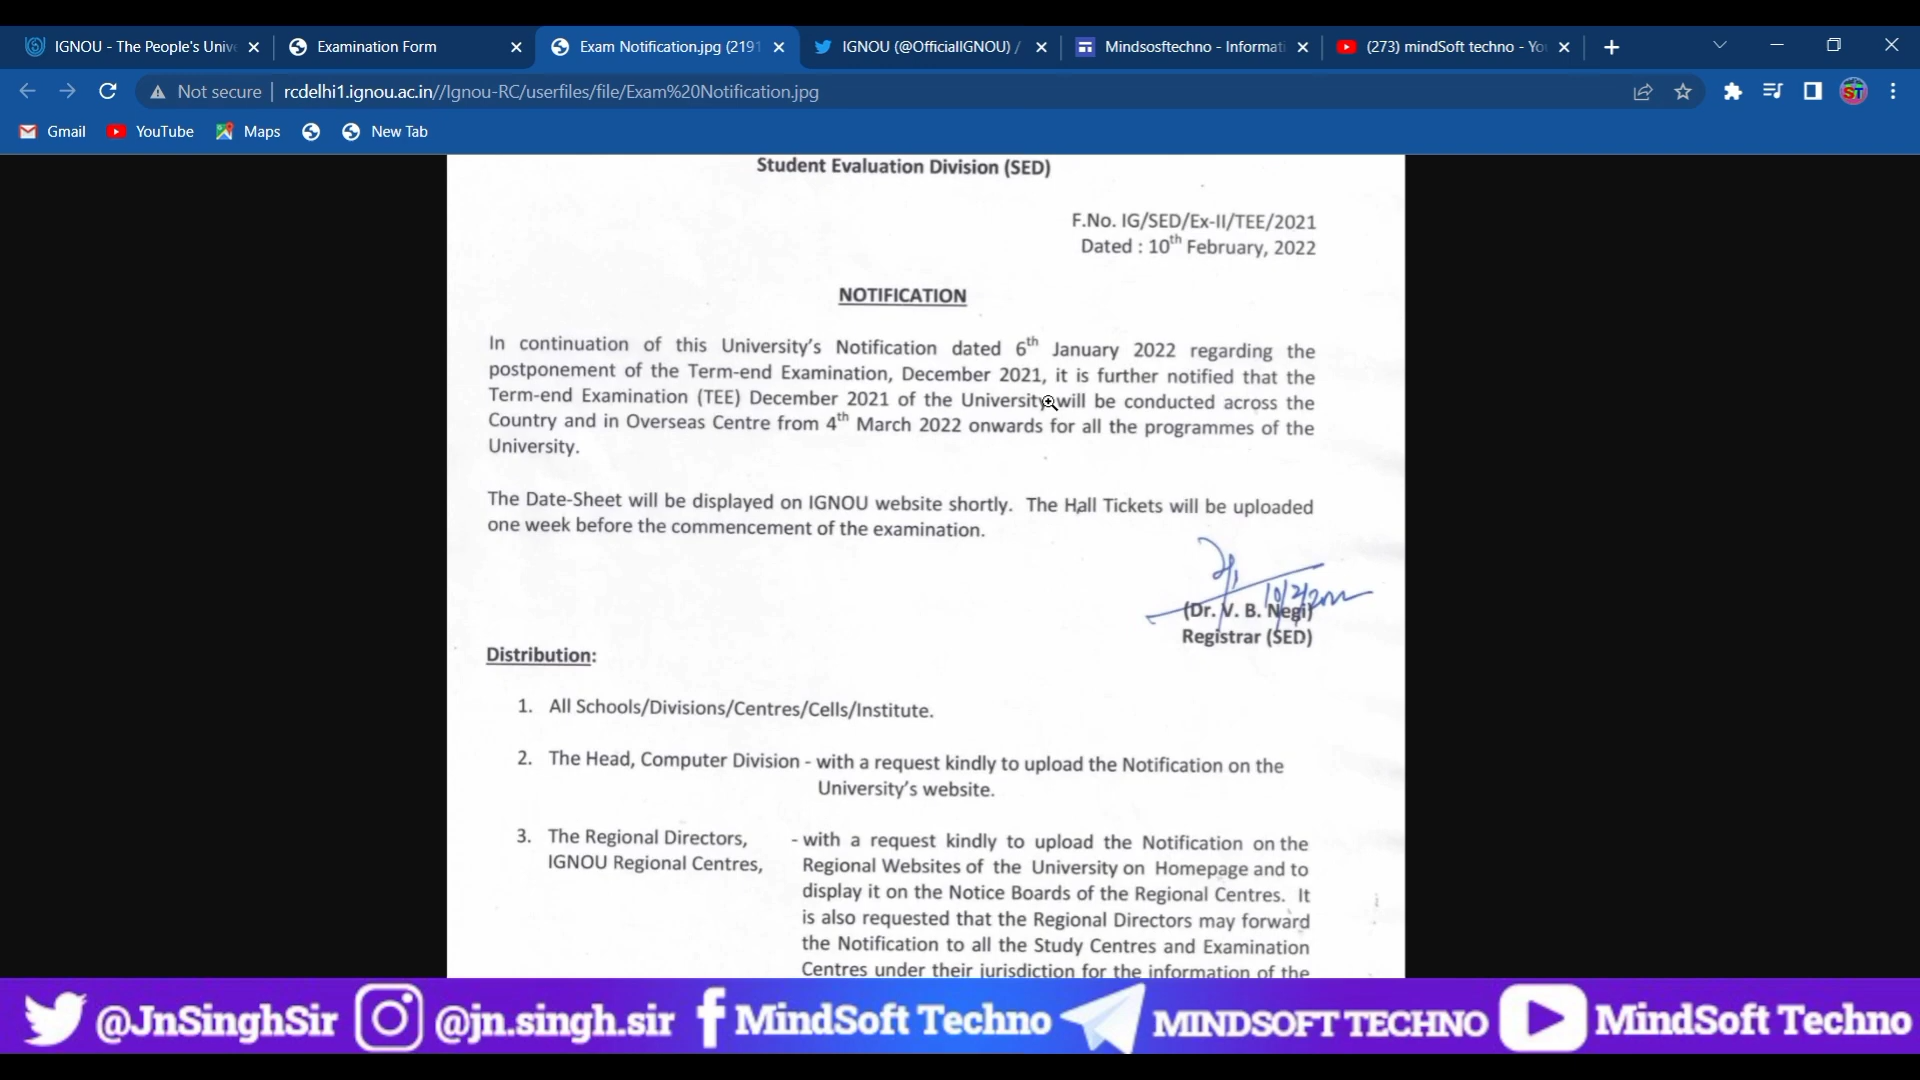 IGNOU - The People's Unive
Examination Form
Exam Notification.jpg (2191
IGNOU (@OfficialIGNOU) /
Mindsosftechno - Informati
(273) mindSoft techno - Yo
Not secure rcdelhi1.ignou.ac.in//Ignou-RC/userfiles/file/Exam%20Notification.jpg
ST
Gmail YouTube Maps New Tab
Student Evaluation Division (SED)
F.No. IG/SED/Ex-II/TEE/2021
Dated : 10th February, 2022
NOTIFICATION
In continuation of this University's Notification dated 6th January 2022 regarding the
postponement of the Term-end Examination, December 2021, it is further notified that the
Term-end Examination (TEE) December 2021 of the University will be conducted across the
Country and in Overseas Centre from 4th March 2022 onwards for all the programmes of the
University.
The Date-Sheet will be displayed on IGNOU website shortly. The Hall Tickets will be uploaded
one week before the commencement of the examination.
10/2/2022
(Dr. V. B. Negi)
Registrar (SED)
Distribution:
1. All Schools/Divisions/Centres/Cells/Institute.
2. The Head, Computer Division - with a request kindly to upload the Notification on the
University's website.
3. The Regional Directors, - with a request kindly to upload the Notification on the
IGNOU Regional Centres, Regional Websites of the University on Homepage and to
display it on the Notice Boards of the Regional Centres. It
is also requested that the Regional Directors may forward
the Notification to all the Study Centres and Examination
Centres under their jurisdiction for the information of the
@JnSinghSir @jn.singh.sir MindSoft Techno MINDSOFT TECHNO MindSoft Techno